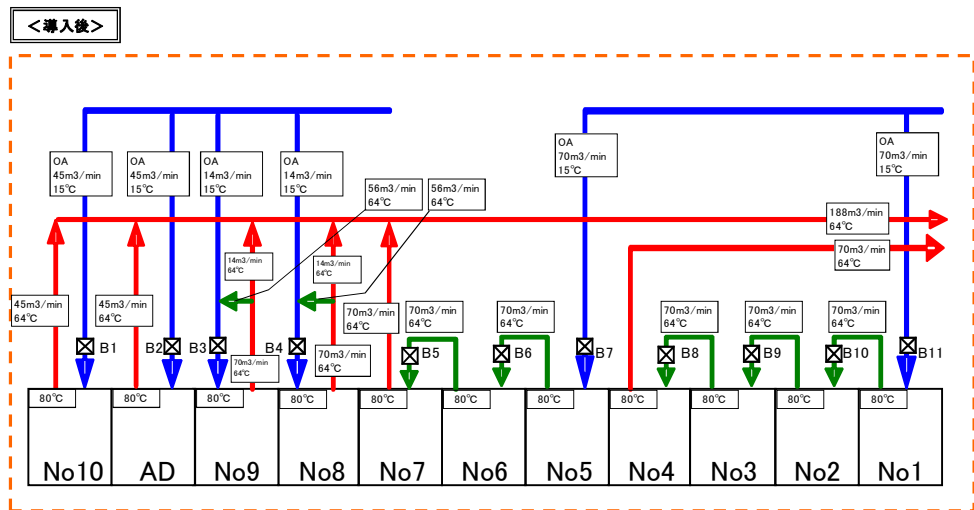 ＜導入後＞
OA
45m3/min
15℃
OA
45m3/min
15℃
OA
14m3/min
15℃
OA
14m3/min
15℃
56m3/min
64℃
56m3/min
64℃
OA
70m3/min
15℃
OA
70m3/min
15℃
188m3/min
64℃
70m3/min
64℃
14m3/min
64℃
14m3/min
64℃
45m3/min
64℃
45m3/min
64℃
70m3/min
64℃
70m3/min
64℃
70m3/min
64℃
70m3/min
64℃
70m3/min
64℃
70m3/min
64℃
B1
B2
B3
B4
B5
B6
B7
B8
B9
B10
B11
70m3/min
64℃
70m3/min
64℃
80℃
80℃
80℃
80℃
80℃
80℃
80℃
80℃
80℃
80℃
80℃
No10
AD
No9
No8
No7
No6
No5
No4
No3
No2
No1